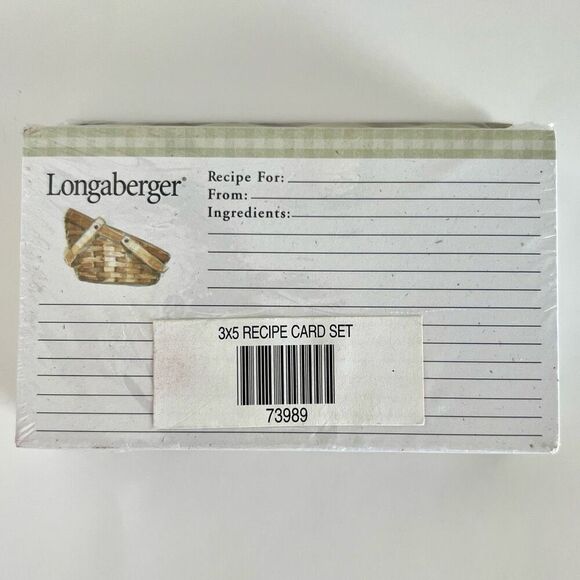 Longaberger®
Recipe For:
From:
Ingredients:
3X5 RECIPE CARD SET
73989